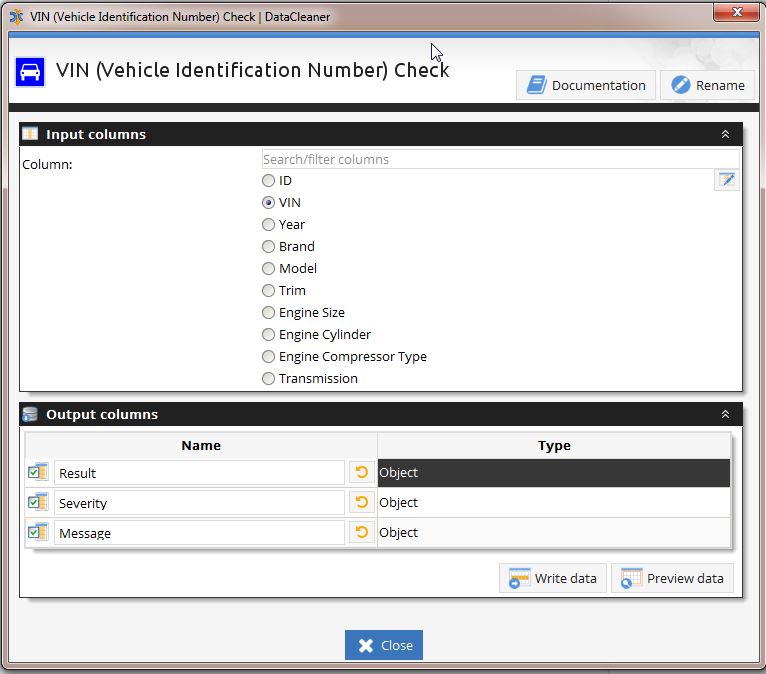 VIN (Vehicle Identification Number) Check | DataCleaner
VIN (Vehicle Identification Number) Check
Documentation
Rename
Input columns
Column:
Search/filter columns
ID
VIN
Year
Brand
Model
Trim
Engine Size
Engine Cylinder
Engine Compressor Type
Transmission
Output columns
Name Type
Result Object
Severity Object
Message Object
Write data Preview data
Close